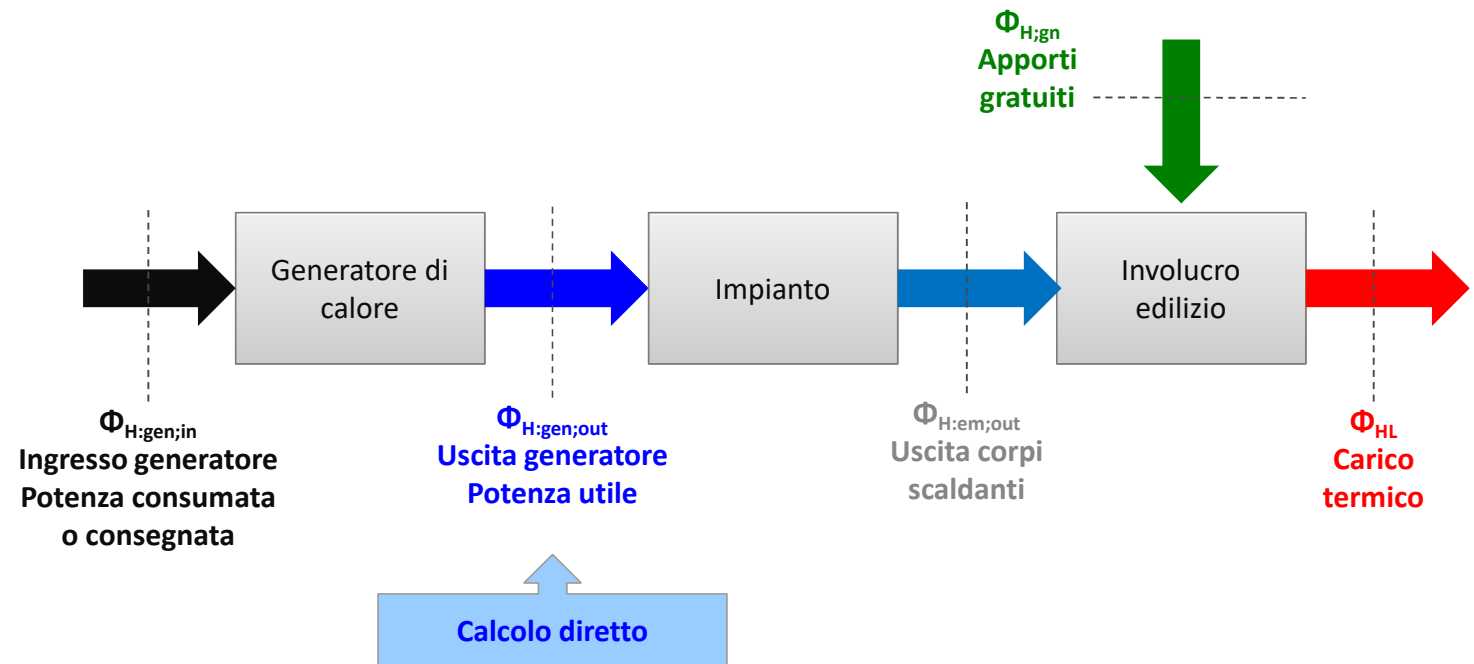 ΦH;gn
Apporti
gratuiti
Generatore di
calore
Impianto
Involucro
edilizio
ΦH:gen;in
Ingresso generatore
Potenza consumata
o consegnata
ΦH:gen;out
Uscita generatore
Potenza utile
ΦH:em;out
Uscita corpi
scaldanti
ΦHL
Carico
termico
Calcolo diretto